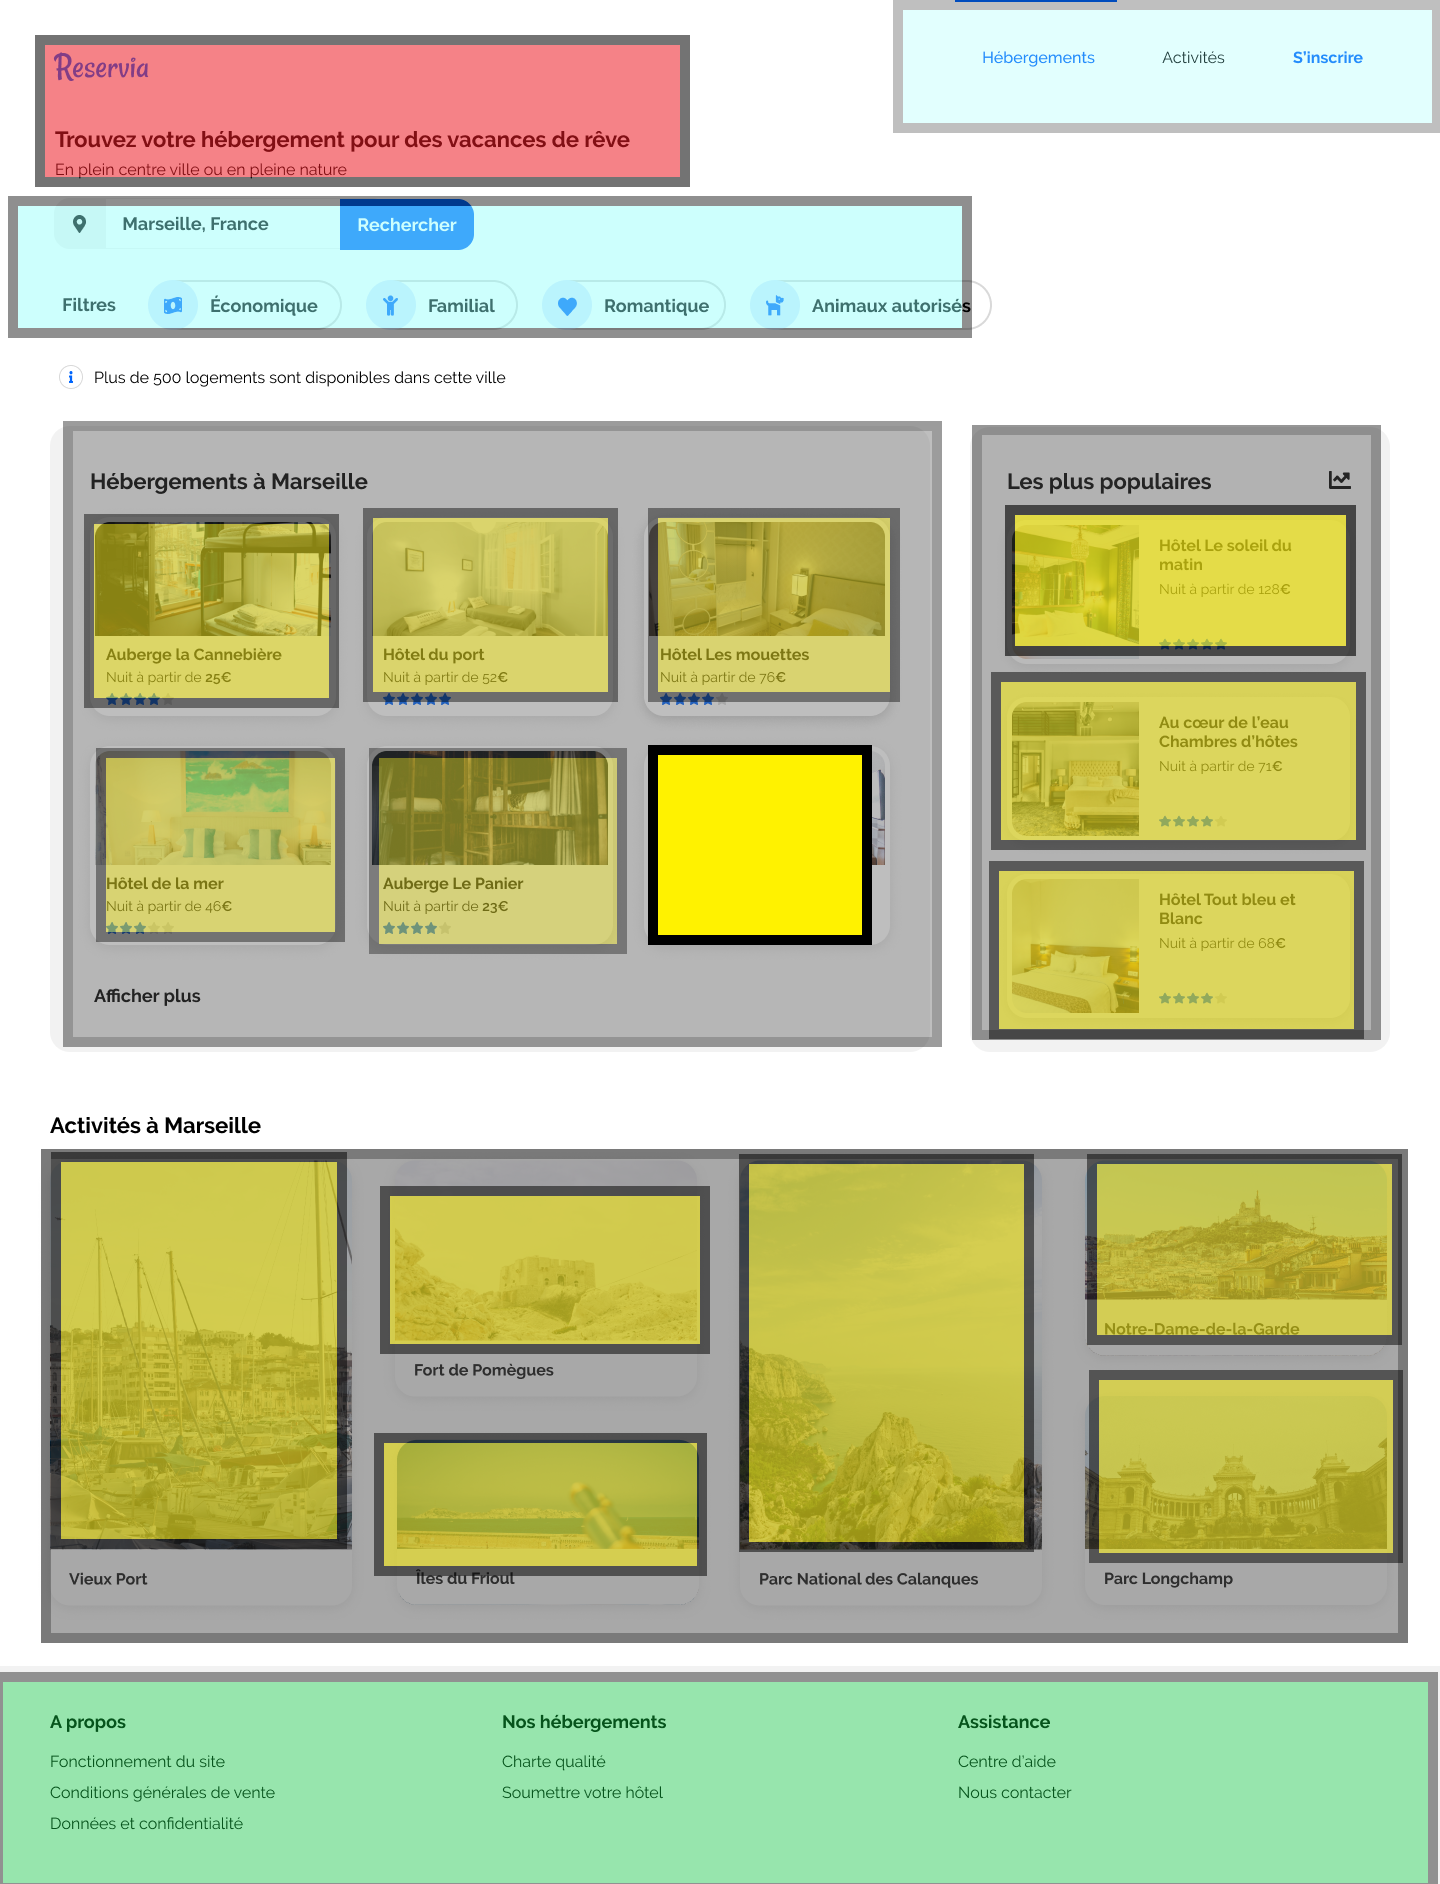 Reservia
Hébergements
Activités
S'inscrire
Trouvez votre hébergement pour des vacances de rêve
En plein centre ville ou en pleine nature
Marseille, France
Rechercher
Filtres
Économique
Familial
Romantique
Animaux autorisés
Plus de 500 logements sont disponibles dans cette ville
Hébergements à Marseille
Auberge la Cannebière
Nuit à partir de 25€
Hôtel du port
Nuit à partir de 52€
Hôtel Les mouettes
Nuit à partir de 76€
Hôtel de la mer
Nuit à partir de 46€
Auberge Le Panier
Nuit à partir de 23€
Afficher plus
Les plus populaires
Hôtel Le soleil du
matin
Nuit à partir de 128€
Au cœur de l'eau
Chambres d'hôtes
Nuit à partir de 71€
Hôtel Tout bleu et
Blanc
Nuit à partir de 68€
Activités à Marseille
Vieux Port
Fort de Pomègues
Îles du Frioul
Parc National des Calanques
Notre-Dame-de-la-Garde
Parc Longchamp
A propos
Fonctionnement du site
Conditions générales de vente
Données et confidentialité
Nos hébergements
Charte qualité
Soumettre votre hôtel
Assistance
Centre d'aide
Nous contacter